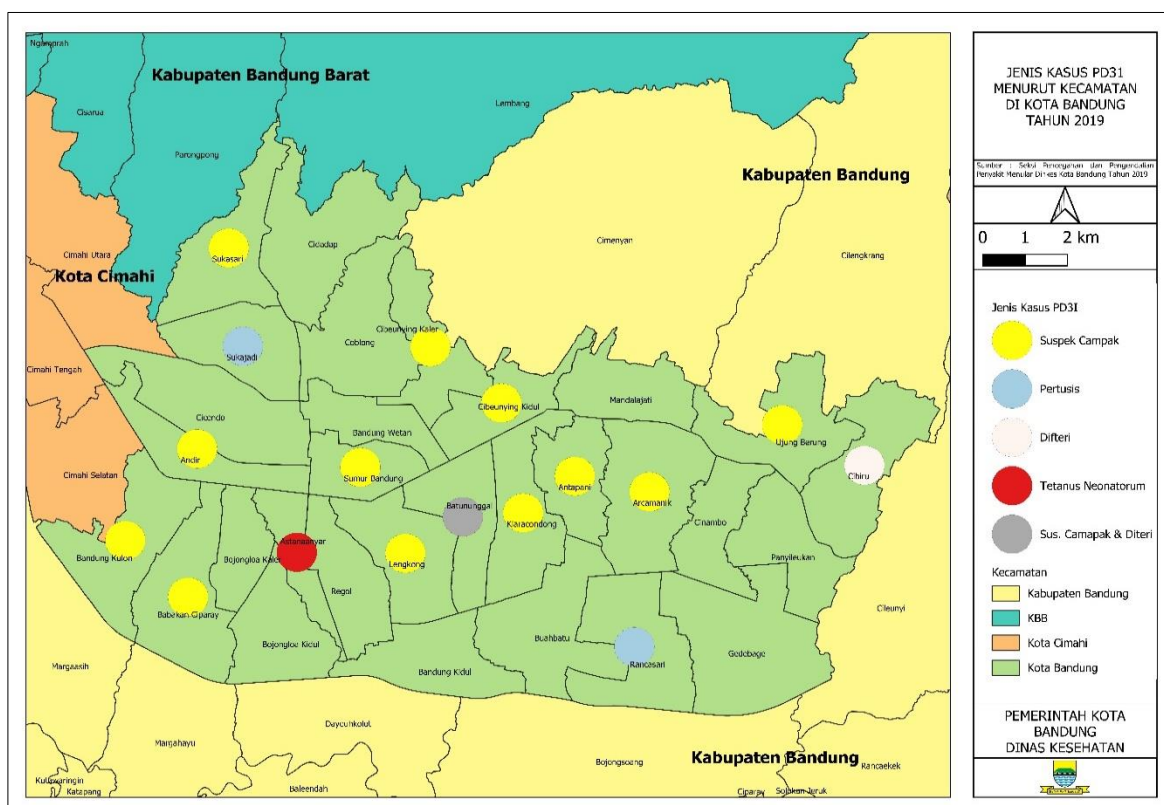 Ngamprah
Kabupaten Bandung Barat
Cisarua
Lembang
Parongpong
Kabupaten Bandung
Cidadap
Cimenyan
Cimahi Utara
Sukasari
Cilengkrang
Kota Cimahi
Cibeunying Kaler
Coblong
Sukajadi
Cimahi Tengah
Mandalajati
Cibeunying Kidul
Cicendo
Bandung Wetan
Ujung Berung
Andir
Cimahi Selatan
Sumur Bandung
Antapani
Cibiru
Arcamanik
Batununggal
Kiaracondong
Cinambo
Astanaanyar
Bandung Kulon
Bojongloa Kaler
Lengkong
Panyileukan
Regol
Babakan Ciparay
Cileunyi
Bojongloa Kidul
Buahbatu
Gedebage
Rancasari
Margaasih
Bandung Kidul
Dayeuhkolot
Margahayu
Kabupaten Bandung
Bojongsoang
Rancaekek
Kutawaringin
Katapang
Baleendah
Ciparay
Solokan Jeruk
JENIS KASUS PD31
MENURUT KECAMATAN
DI KOTA BANDUNG
TAHUN 2019
Sumber : Seksi Pencegahan dan Pengendalian
Penyakit Menular Dinkes Kota Bandung Tahun 2019
0 1 2 km
Jenis Kasus PD3I
Suspek Campak
Pertusis
Difteri
Tetanus Neonatorum
Sus. Camapak & Diteri
Kecamatan
Kabupaten Bandung
KBB
Kota Cimahi
Kota Bandung
PEMERINTAH KOTA
BANDUNG
DINAS KESEHATAN